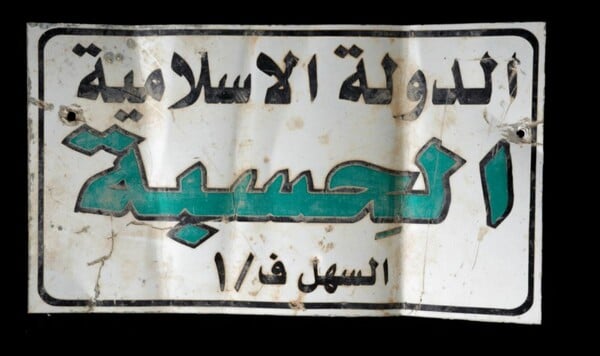 الدولة الاسلامية
الحسبة
السهل ف/١